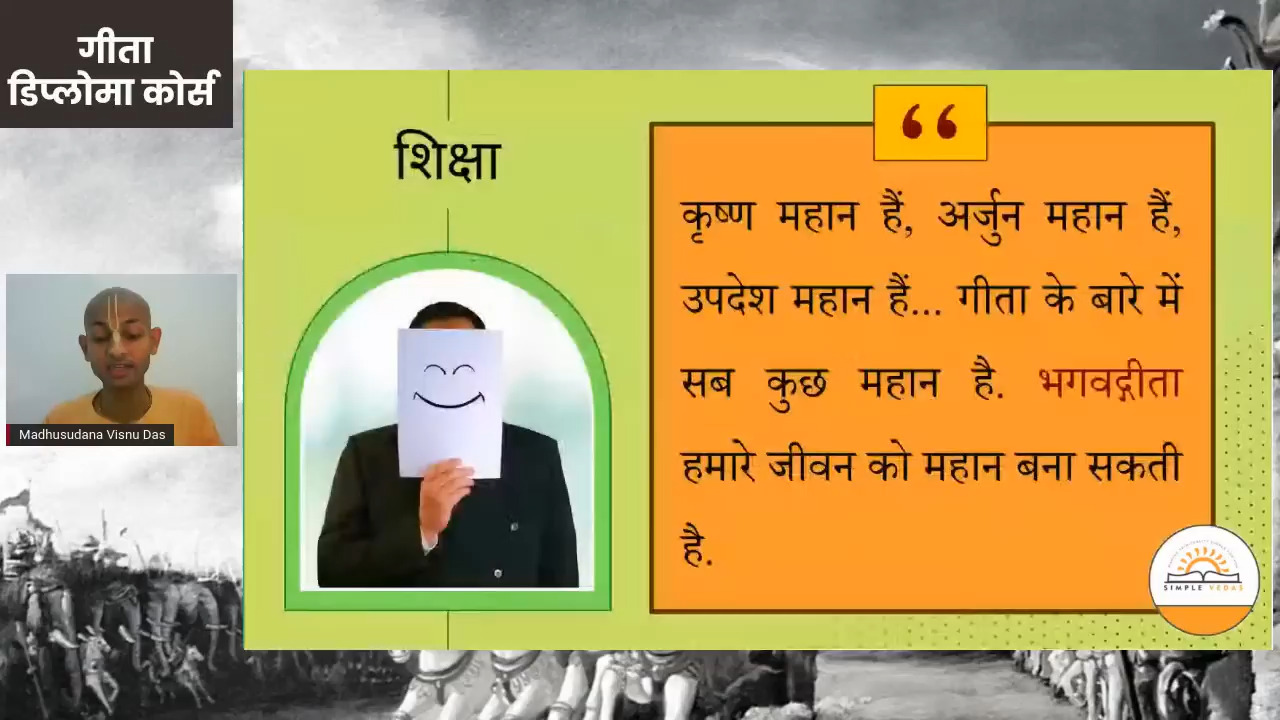 गीता
डिप्लोमा कोर्स
शिक्षा
“
कृष्ण महान हैं, अर्जुन महान हैं,
उपदेश महान हैं... गीता के बारे में
सब कुछ महान है. भगवद्गीता
हमारे जीवन को महान बना सकती
है.
Madhusudana Visnu Das
SIMPLE VEDAS